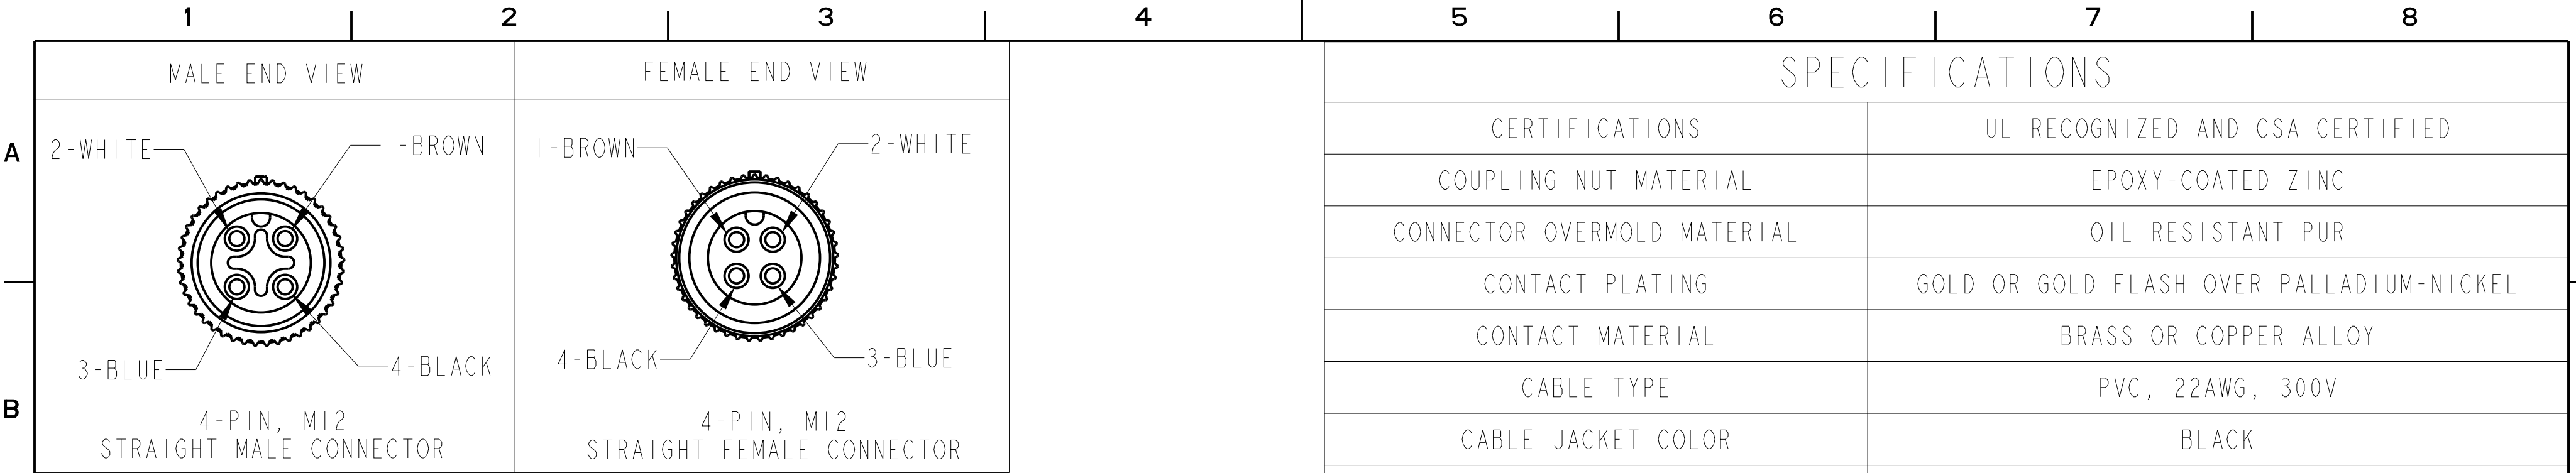 1 2 3 4 5 6 7 8
A
B
MALE END VIEW
2-WHITE
1-BROWN
3-BLUE
4-BLACK
4-PIN, M12
STRAIGHT MALE CONNECTOR
FEMALE END VIEW
1-BROWN
2-WHITE
4-BLACK
3-BLUE
4-PIN, M12
STRAIGHT FEMALE CONNECTOR
SPECIFICATIONS
CERTIFICATIONS UL RECOGNIZED AND CSA CERTIFIED
COUPLING NUT MATERIAL EPOXY-COATED ZINC
CONNECTOR OVERMOLD MATERIAL OIL RESISTANT PUR
CONTACT PLATING GOLD OR GOLD FLASH OVER PALLADIUM-NICKEL
CONTACT MATERIAL BRASS OR COPPER ALLOY
CABLE TYPE PVC, 22AWG, 300V
CABLE JACKET COLOR BLACK